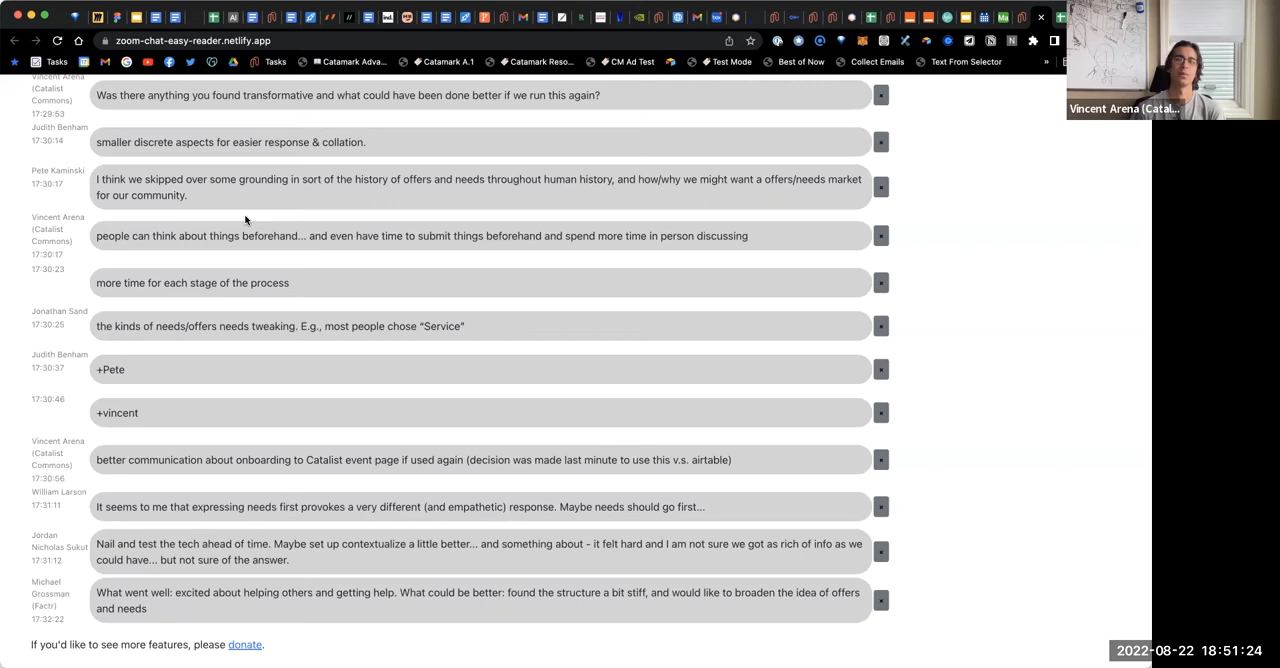 zoom-chat-easy-reader.netlify.app
Tasks
Tasks
Catamark Adva...
Catamark A.1
Catamark Reso...
CM Ad Test
Test Mode
Best of Now
Collect Emails
Text From Selector
»
Vincent Arena (Catal...
Vincent Arena
(Catalist
Commons)
17:29:53
Was there anything you found transformative and what could have been done better if we run this again?
Judith Benham
17:30:14
smaller discrete aspects for easier response & collation.
Pete Kaminski
17:30:17
I think we skipped over some grounding in sort of the history of offers and needs throughout human history, and how/why we might want a offers/needs market
for our community.
Vincent Arena
(Catalist
Commons)
17:30:17
people can think about things beforehand... and even have time to submit things beforehand and spend more time in person discussing
17:30:23
more time for each stage of the process
Jonathan Sand
17:30:25
the kinds of needs/offers needs tweaking. E.g., most people chose “Service”
Judith Benham
17:30:37
+Pete
17:30:46
+vincent
Vincent Arena
(Catalist
Commons)
17:30:56
better communication about onboarding to Catalist event page if used again (decision was made last minute to use this v.s. airtable)
William Larson
17:31:11
It seems to me that expressing needs first provokes a very different (and empathetic) response. Maybe needs should go first...
Jordan
Nicholas Sukut
17:31:12
Nail and test the tech ahead of time. Maybe set up contextualize a little better... and something about - it felt hard and I am not sure we got as rich of info as we
could have... but not sure of the answer.
Michael
Grossman
(Factr)
17:32:22
What went well: excited about helping others and getting help. What could be better: found the structure a bit stiff, and would like to broaden the idea of offers
and needs
If you'd like to see more features, please donate.
2022-08-22 18:51:24